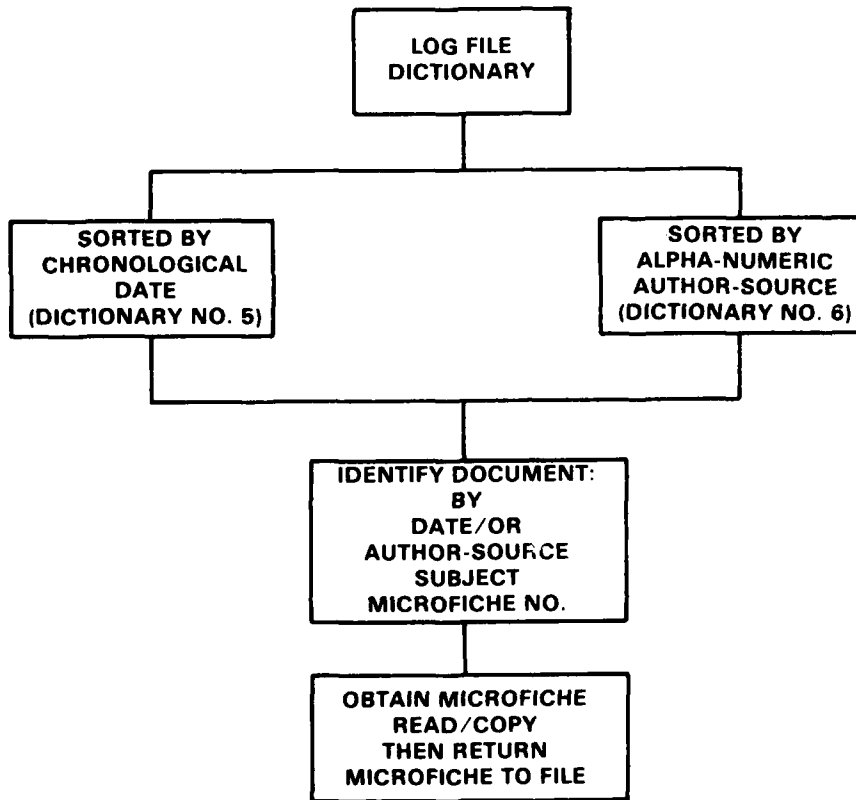 LOG FILE
DICTIONARY
SORTED BY
CHRONOLOGICAL
DATE
(DICTIONARY NO. 5)
SORTED BY
ALPHA-NUMERIC
AUTHOR-SOURCE
(DICTIONARY NO. 6)
IDENTIFY DOCUMENT:
BY
DATE/OR
AUTHOR-SOURCE
SUBJECT
MICROFICHE NO.
OBTAIN MICROFICHE
READ/COPY
THEN RETURN
MICROFICHE TO FILE